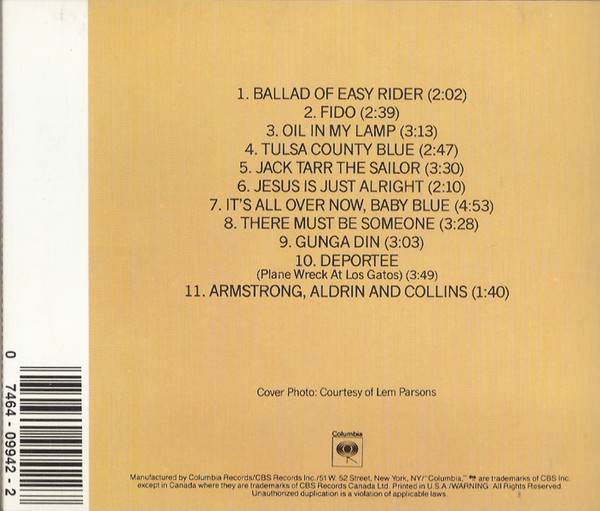 1. BALLAD OF EASY RIDER (2:02)
2. FIDO (2:39)
3. OIL IN MY LAMP (3:13)
4. TULSA COUNTY BLUE (2:47)
5. JACK TARR THE SAILOR (3:30)
6. JESUS IS JUST ALRIGHT (2:10)
7. IT'S ALL OVER NOW, BABY BLUE (4:53)
8. THERE MUST BE SOMEONE (3:28)
9. GUNGA DIN (3:03)
10. DEPORTEE
(Plane Wreck At Los Gatos) (3:49)
11. ARMSTRONG, ALDRIN AND COLLINS (1:40)
Cover Photo: Courtesy of Lem Parsons
Columbia
Manufactured by Columbia Records/CBS Records Inc./51 W. 52 Street, New York, NY/"Columbia," are trademarks of CBS Inc.
except in Canada where they are trademarks of CBS Records Canada Ltd. Printed in U.S.A./WARNING: All Rights Reserved.
Unauthorized duplication is a violation of applicable laws.
0 7464-09942-2